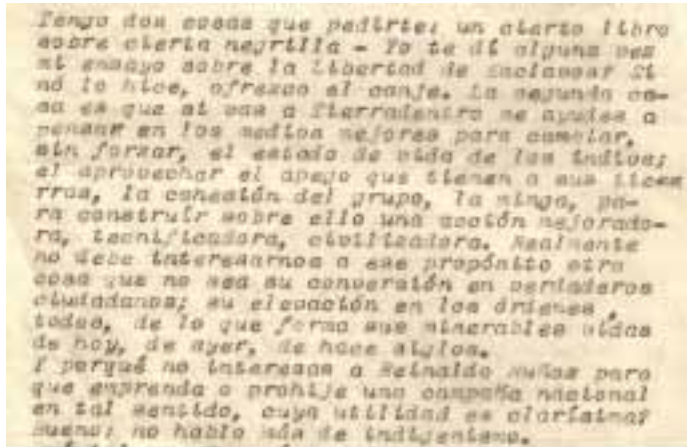 Tengo dos cosas que pedirte: un cierto libro
sobre cierta negrilla - Yo te dí alguna vez
mi ensayo sobre la Libertad de Esclavos? Si
nó lo hice, ofrezco el canje. La segunda co-
sa es que si vas a Tierradentro me ayudes a
pensar en los medios mejores para cambiar,
sin forzar, el estado de vida de los indios;
el aprovechar el apego que tienen a sus tier
rras, la cohesión del grupo, la minga, pa-
ra construír sobre ello una acción mejorado-
ra, tecnificadora, civilizadora. Realmente
no debe interesarnos a ese propósito otra
cosa que no sea su conversión en verdaderos
ciudadanos; su elevación en los órdenes,
todos, de lo que forma sus miserables vidas
de hoy, de ayer, de hace siglos.
Y porqué no interesas a Reinaldo Muñoz para
que emprenda o prohije una campaña nacional
en tal sentido, cuya utilidad es clarísima?
Bueno: no hablo más de indigenismo.